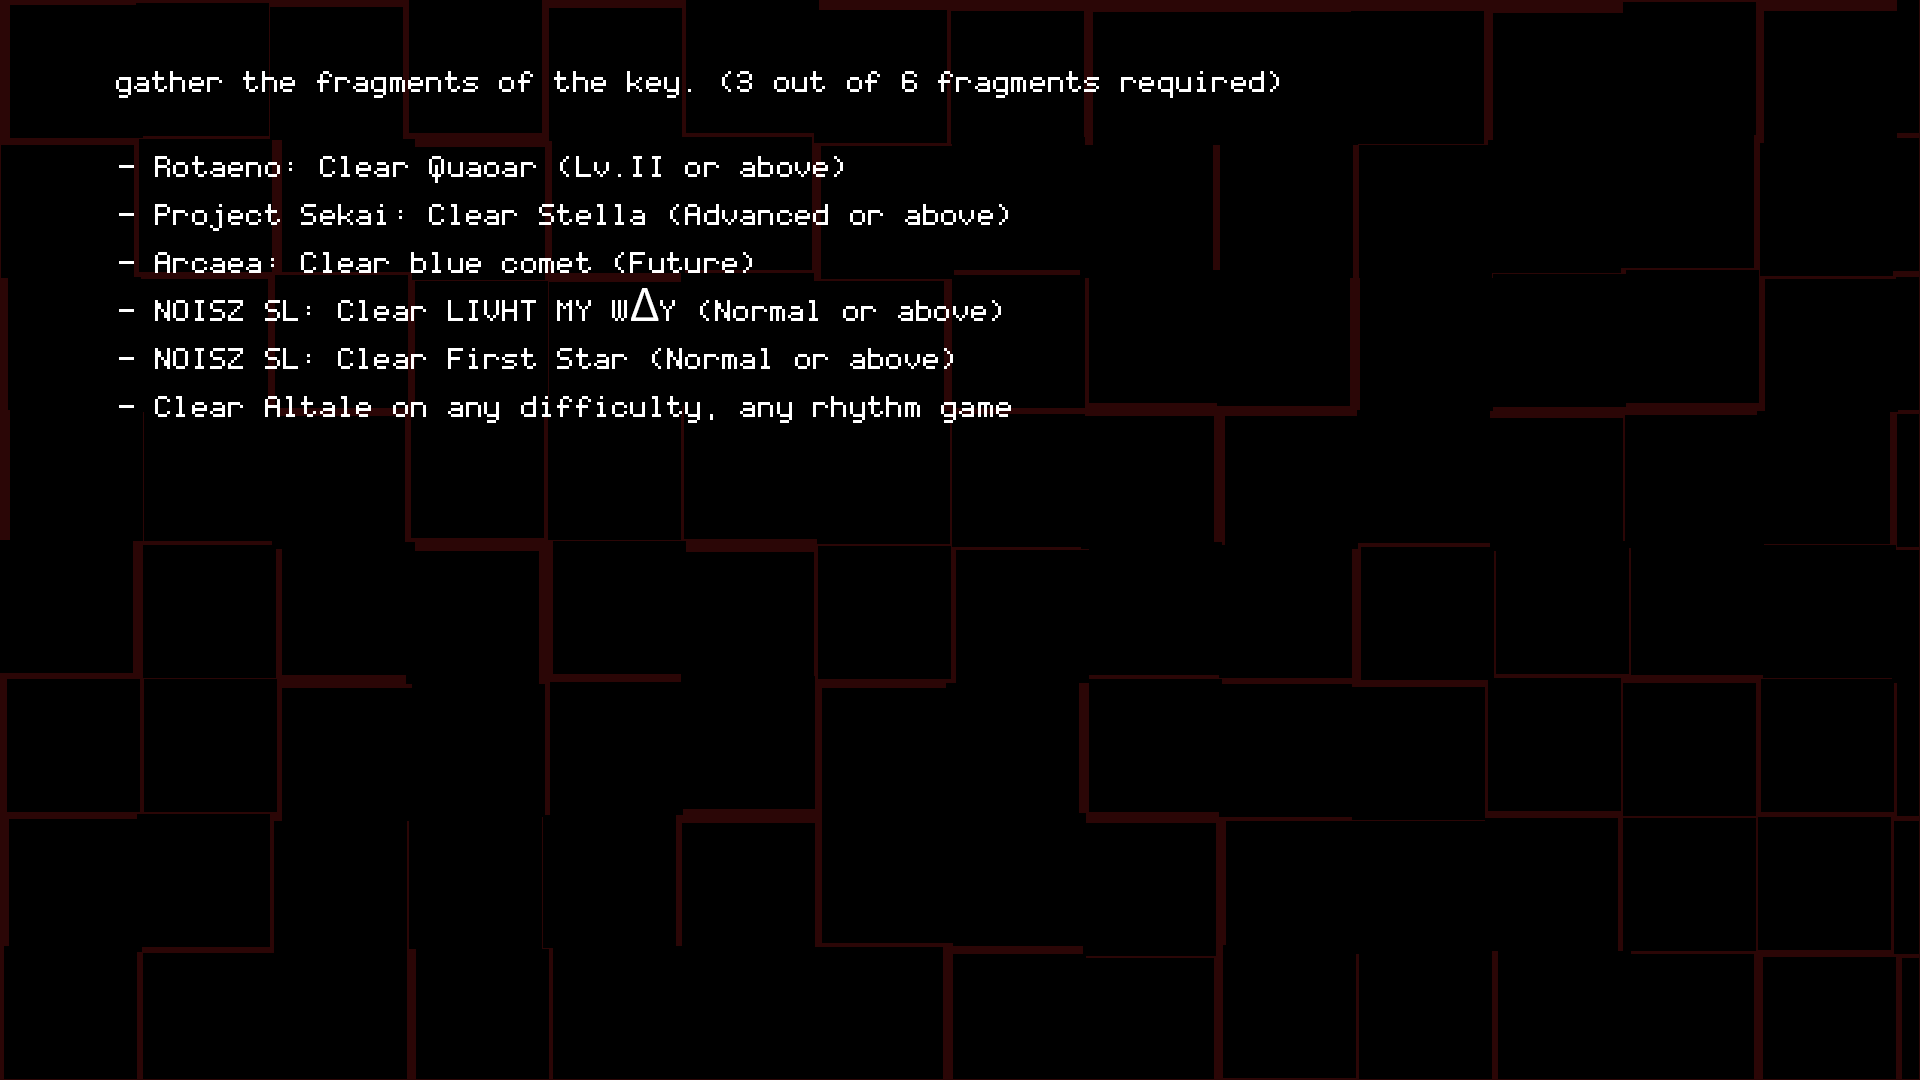 gather the fragments of the key. (3 out of 6 fragments required)
- Rotaeno: Clear Quaoar (Lv.II or above)
- Project Sekai: Clear Stella (Advanced or above)
- Arcaea: Clear blue comet (Future)
- NOISZ SL: Clear LIVHT MY WΔY (Normal or above)
- NOISZ SL: Clear First Star (Normal or above)
- Clear Altale on any difficulty, any rhythm game